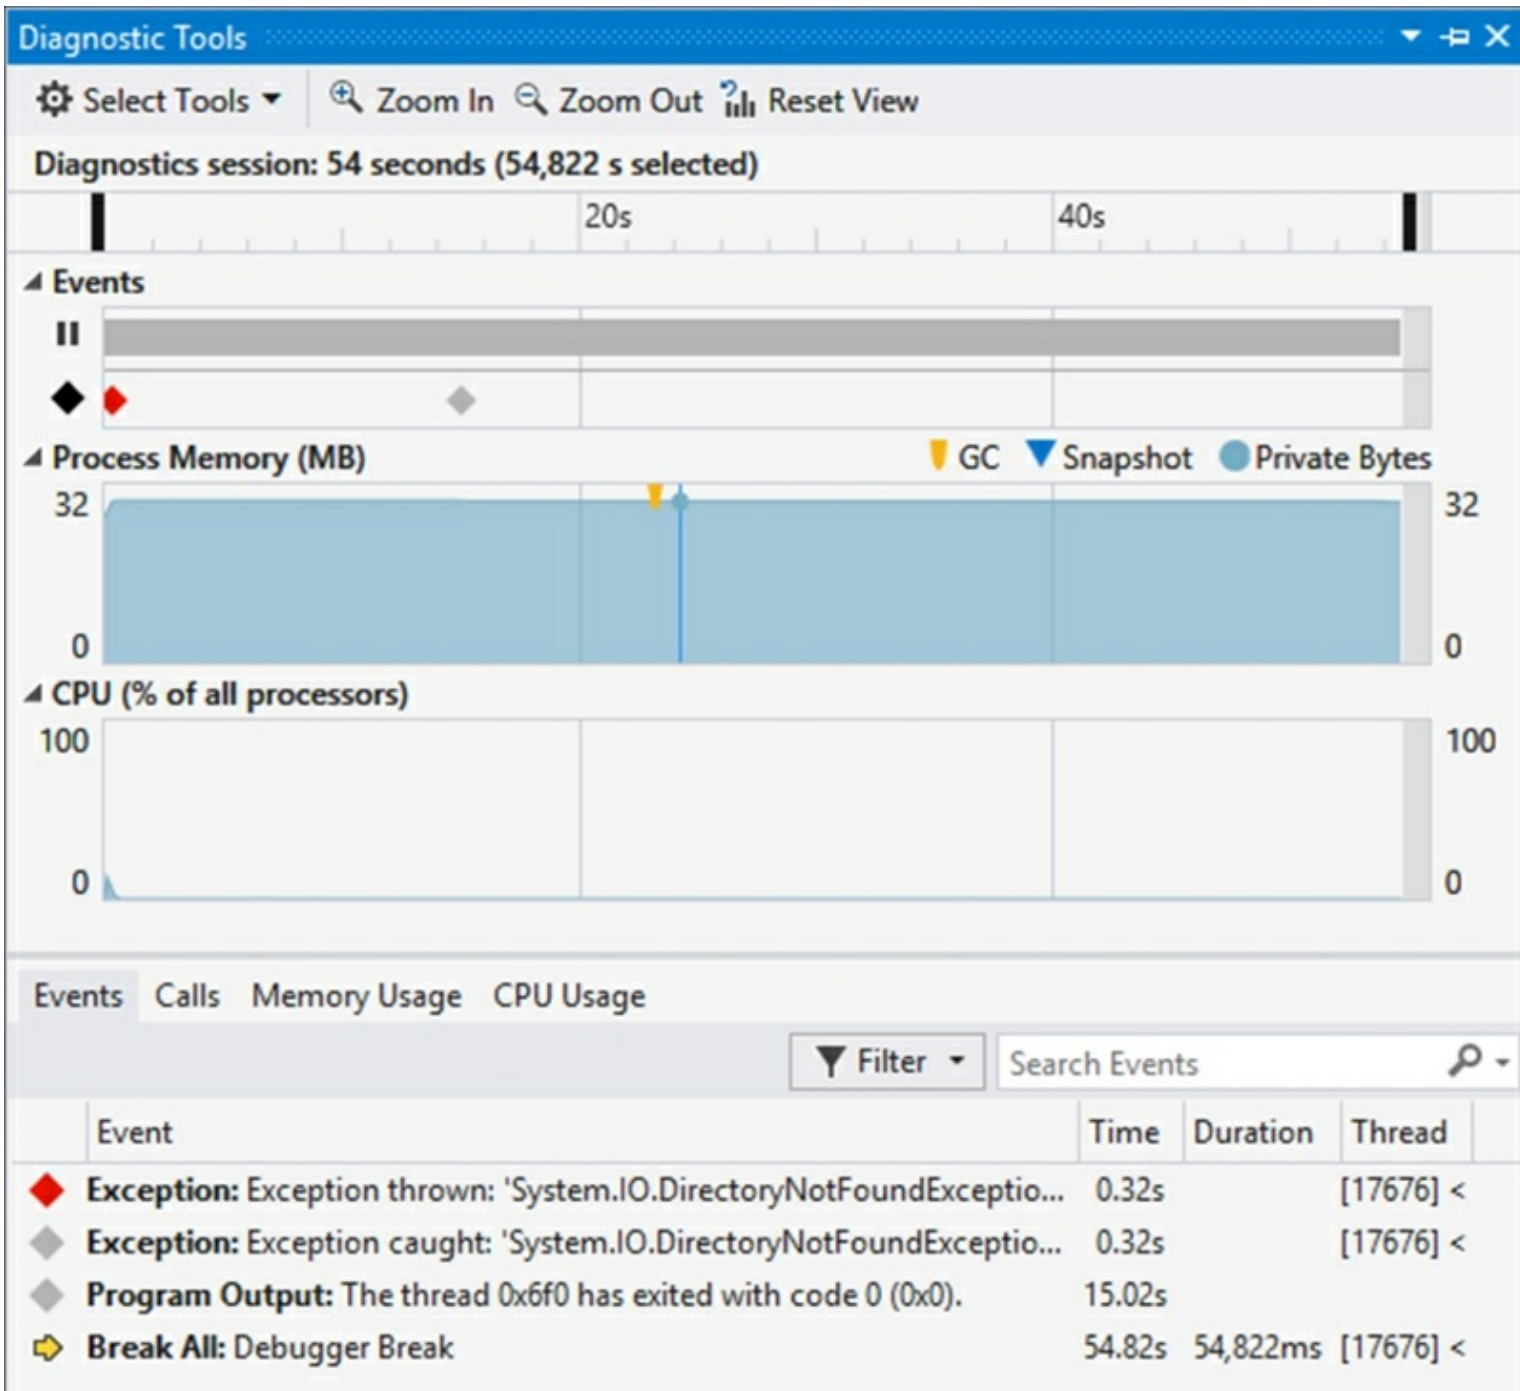 Diagnostic Tools
Select Tools Zoom In Zoom Out Reset View
Diagnostics session: 54 seconds (54,822 s selected)
20s 40s
Events
Process Memory (MB) GC Snapshot Private Bytes
32 32
0 0
CPU (% of all processors)
100 100
0 0
Events Calls Memory Usage CPU Usage
Filter Search Events
Event Time Duration Thread
Exception: Exception thrown: 'System.IO.DirectoryNotFoundExceptio... 0.32s [17676] <
Exception: Exception caught: 'System.IO.DirectoryNotFoundExceptio... 0.32s [17676] <
Program Output: The thread 0x6f0 has exited with code 0 (0x0). 15.02s
Break All: Debugger Break 54.82s 54,822ms [17676] <